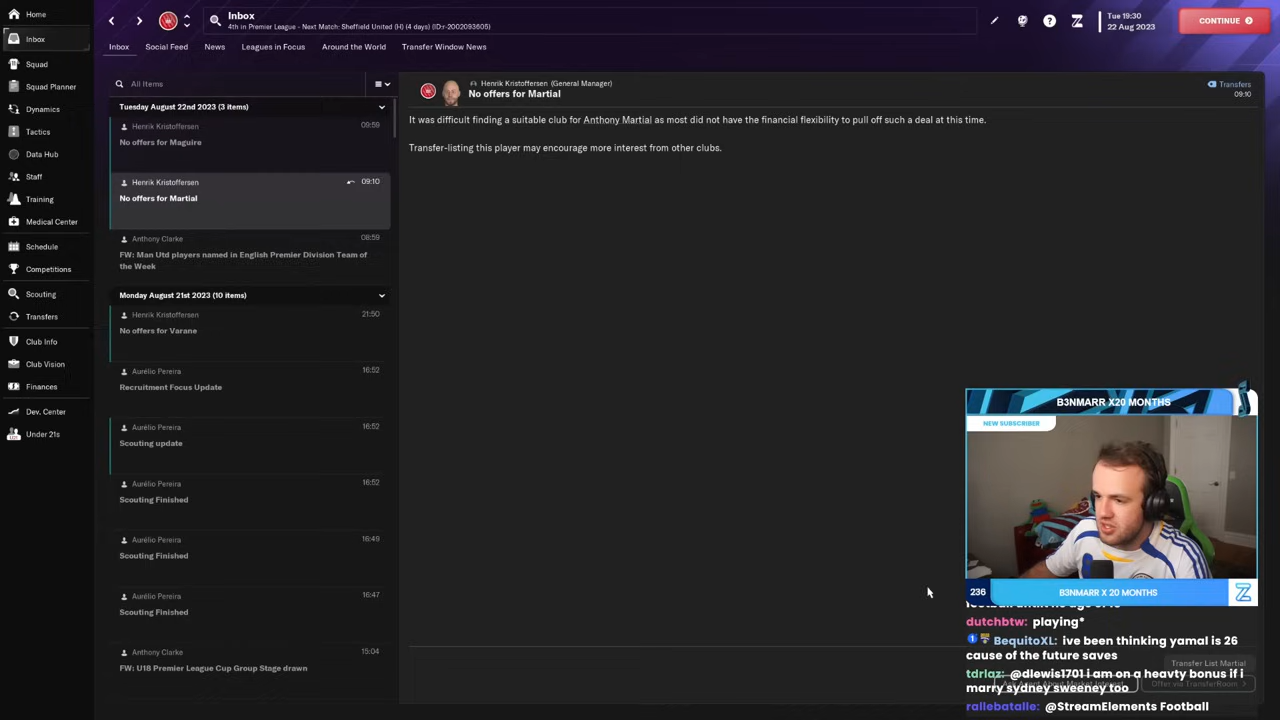 Home
Inbox
Squad
Squad Planner
Dynamics
Tactics
Data Hub
Staff
Training
Medical Center
Schedule
Competitions
Scouting
Transfers
Club Info
Club Vision
Finances
Dev. Center
Under 21s
Inbox
4th in Premier League - Next Match: Sheffield United (H) (4 days) (ID:r-2002093605)
Tue 19:30
22 Aug 2023
CONTINUE
Inbox
Social Feed
News
Leagues in Focus
Around the World
Transfer Window News
All Items
Tuesday August 22nd 2023 (3 items)
Henrik Kristoffersen 09:59
No offers for Maguire
Henrik Kristoffersen 09:10
No offers for Martial
Anthony Clarke 08:59
FW: Man Utd players named in English Premier Division Team of
the Week
Monday August 21st 2023 (10 items)
Henrik Kristoffersen 21:50
No offers for Varane
Aurélio Pereira 16:52
Recruitment Focus Update
Aurélio Pereira 16:52
Scouting update
Aurélio Pereira 16:52
Scouting Finished
Aurélio Pereira 16:49
Scouting Finished
Aurélio Pereira 16:47
Scouting Finished
Anthony Clarke 15:04
FW: U18 Premier League Cup Group Stage drawn
Henrik Kristoffersen (General Manager)
No offers for Martial
Transfers
09:10
It was difficult finding a suitable club for Anthony Martial as most did not have the financial flexibility to pull off such a deal at this time.
Transfer-listing this player may encourage more interest from other clubs.
B3NMARR X20 MONTHS
NEW SUBSCRIBER
236
B3NMARR X 20 MONTHS
dutchbtw: playing*
BequitoXL: ive been thinking yamal is 26
cause of the future saves
Transfer List Martial
tdrlaz: @dlewis1701 i am on a heavty bonus if i
marry sydney sweeney too
Offer via TransferRoom
rallebatalle: @StreamElements Football